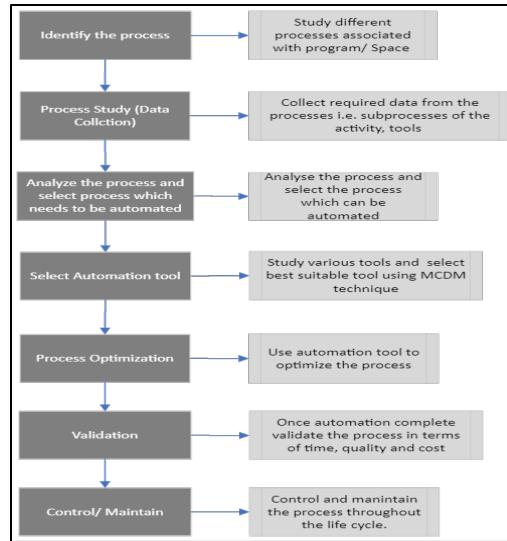 Identify the process
Study different
processes associated
with program/ Space
Process Study (Data
Collction)
Collect required data from the
processes i.e. subprocesses of the
activity, tools
Analyze the process and
select process which
needs to be automated
Analyse the process and
select the process
which can be
automated
Select Automation tool
Study various tools and select
best suitable tool using MCDM
technique
Process Optimization
Use automation tool to
optimize the process
Validation
Once automation complete
validate the process in terms
of time, quality and cost
Control/ Maintain
Control and manintain
the process throughout
the life cycle.